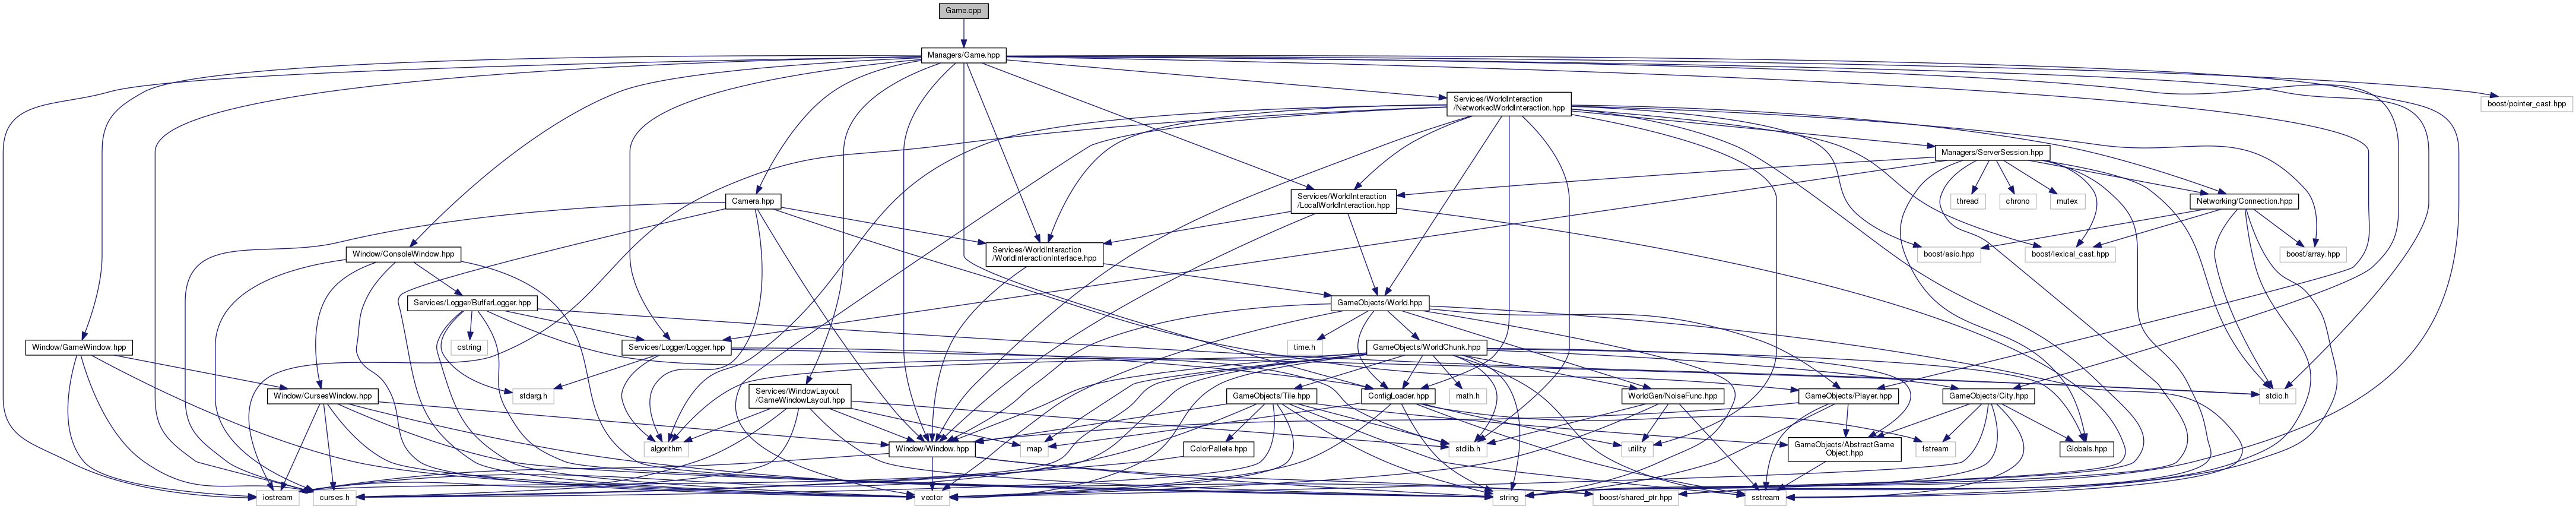 Game.cpp
Managers/Game.hpp
Services/WorldInteraction
/NetworkedWorldInteraction.hpp
boost/pointer_cast.hpp
Managers/ServerSession.hpp
Camera.hpp
Services/WorldInteraction
/LocalWorldInteraction.hpp
thread
chrono
mutex
Networking/Connection.hpp
Window/ConsoleWindow.hpp
Services/WorldInteraction
/WorldInteractionInterface.hpp
boost/asio.hpp
boost/lexical_cast.hpp
boost/array.hpp
Services/Logger/BufferLogger.hpp
GameObjects/World.hpp
Window/GameWindow.hpp
cstring
Services/Logger/Logger.hpp
time.h
GameObjects/WorldChunk.hpp
Window/CursesWindow.hpp
stdarg.h
Services/WinsdowLayout
/GameWindowLayout.hpp
GameObjects/Tile.hpp
ConfigLoader.hpp
math.h
WorldGen/NoiseFunc.hpp
GameObjects/Player.hpp
GameObjects/City.hpp
stdio.h
algorithm
Window/Window.hpp
map
ColorPallete.hpp
stdlib.h
utility
GameObjects/AbstractGame
Object.hpp
fstream
Globals.hpp
iostream
curses.h
vector
string
boost/shared_ptr.hpp
sstream